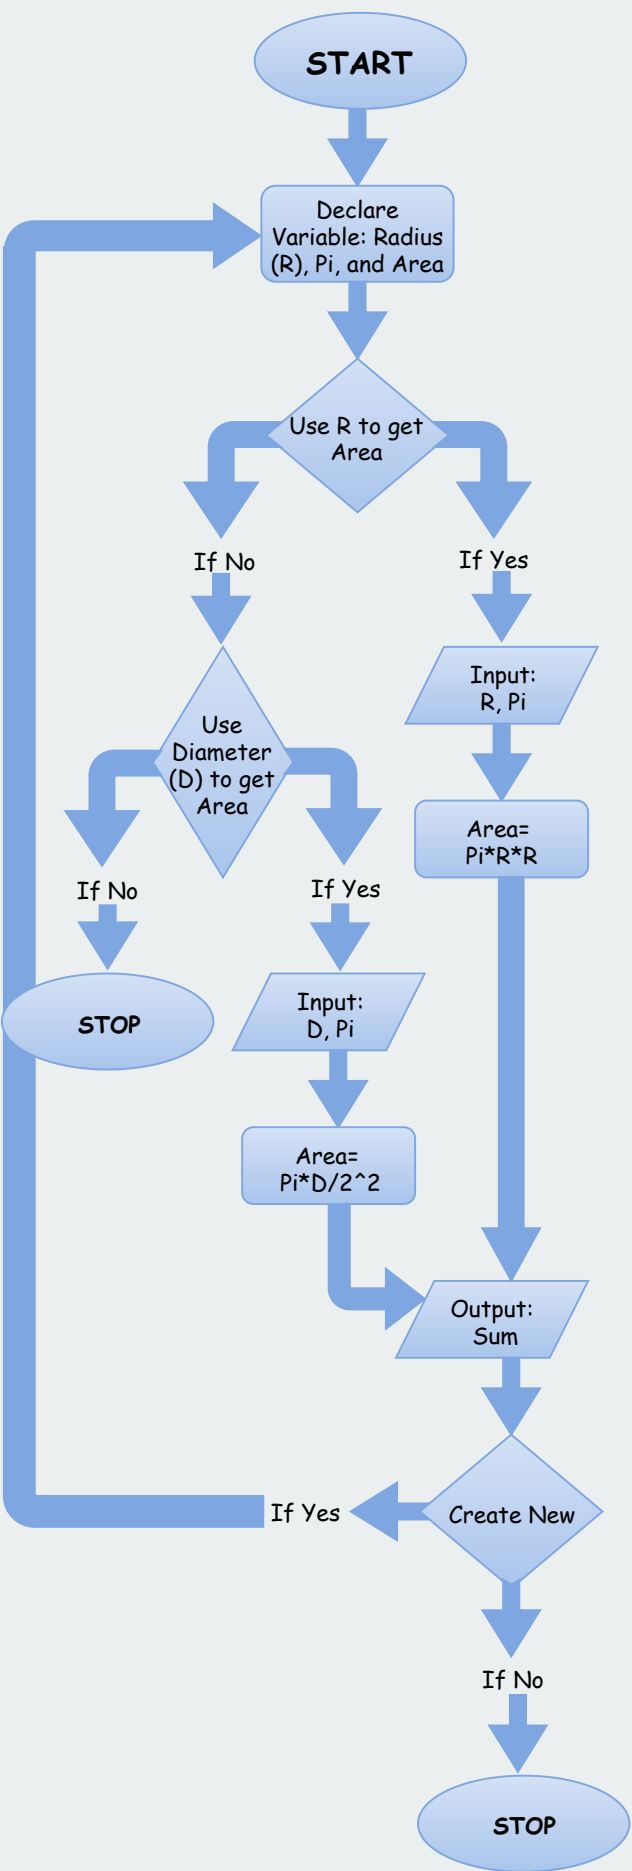 START
Declare
Variable: Radius
(R), Pi, and Area
Use R to get
Area
If No
If Yes
Input:
R, Pi
Use
Diameter
(D) to get
Area
Area=
Pi*R*R
If No
If Yes
STOP
Input:
D, Pi
Area=
Pi*D/2^2
Output:
Sum
Create New
If Yes
If No
STOP